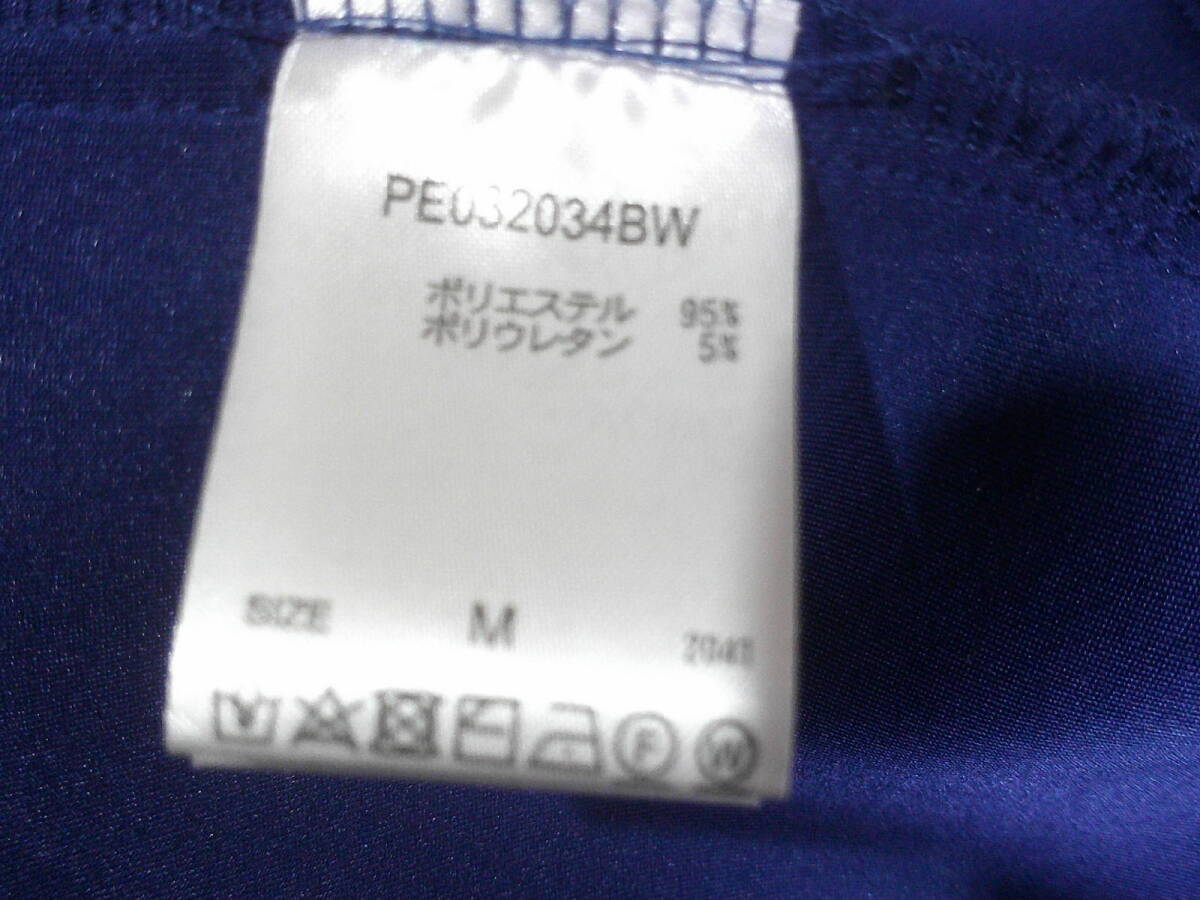 PE032034BW
ポリエステル 95%
ポリウレタン 5%
SIZE M
F W